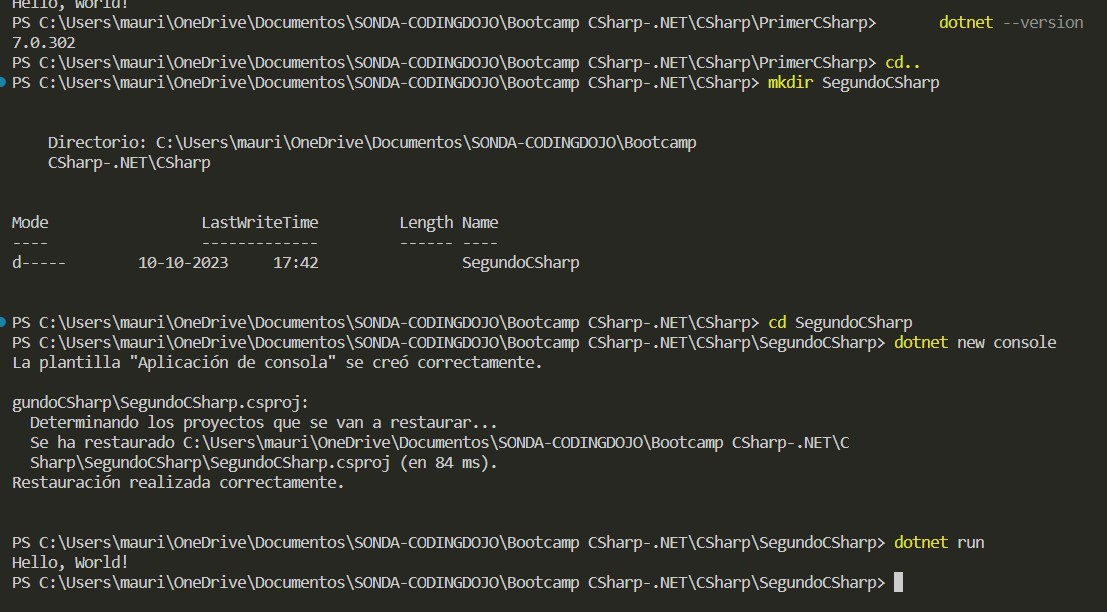 Hello, World!
PS C:\Users\mauri\OneDrive\Documentos\SONDA-CODINGDOJO\Bootcamp CSharp-.NET\CSharp\PrimerCSharp>       dotnet --version
7.0.302
PS C:\Users\mauri\OneDrive\Documentos\SONDA-CODINGDOJO\Bootcamp CSharp-.NET\CSharp\PrimerCSharp> cd..
PS C:\Users\mauri\OneDrive\Documentos\SONDA-CODINGDOJO\Bootcamp CSharp-.NET\CSharp> mkdir SegundoCSharp
Directorio: C:\Users\mauri\OneDrive\Documentos\SONDA-CODINGDOJO\Bootcamp
CSharp-.NET\CSharp
Mode                 LastWriteTime         Length Name
----                 -------------         ------ ----
d-----        10-10-2023     17:42                SegundoCSharp
PS C:\Users\mauri\OneDrive\Documentos\SONDA-CODINGDOJO\Bootcamp CSharp-.NET\CSharp> cd SegundoCSharp
PS C:\Users\mauri\OneDrive\Documentos\SONDA-CODINGDOJO\Bootcamp CSharp-.NET\CSharp\SegundoCSharp> dotnet new console
La plantilla "Aplicación de consola" se creó correctamente.
gundoCSharp\SegundoCSharp.csproj:
  Determinando los proyectos que se van a restaurar...
  Se ha restaurado C:\Users\mauri\OneDrive\Documentos\SONDA-CODINGDOJO\Bootcamp CSharp-.NET\C
  Sharp\SegundoCSharp\SegundoCSharp.csproj (en 84 ms).
Restauración realizada correctamente.
PS C:\Users\mauri\OneDrive\Documentos\SONDA-CODINGDOJO\Bootcamp CSharp-.NET\CSharp\SegundoCSharp> dotnet run
Hello, World!
PS C:\Users\mauri\OneDrive\Documentos\SONDA-CODINGDOJO\Bootcamp CSharp-.NET\CSharp\SegundoCSharp>